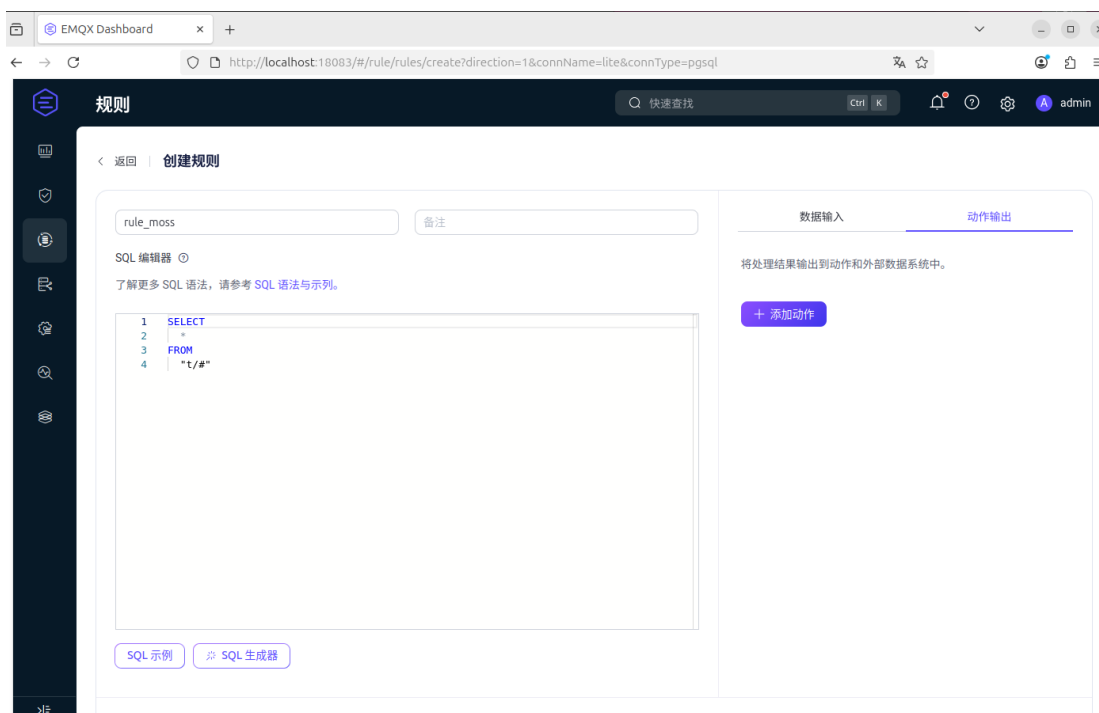 EMQX Dashboard
http://localhost:18083/#/rule/rules/create?direction=1&connName=lite&connType=pgsql
规则
快速查找
Ctrl K
A admin
返回
创建规则
rule_moss
备注
数据输入
动作输出
SQL 编辑器
了解更多 SQL 语法，请参考 SQL 语法与示列。
将处理结果输出到动作和外部数据系统中。
添加动作
1 SELECT
2 *
3 FROM
4 "t/#"
SQL 示例
SQL 生成器